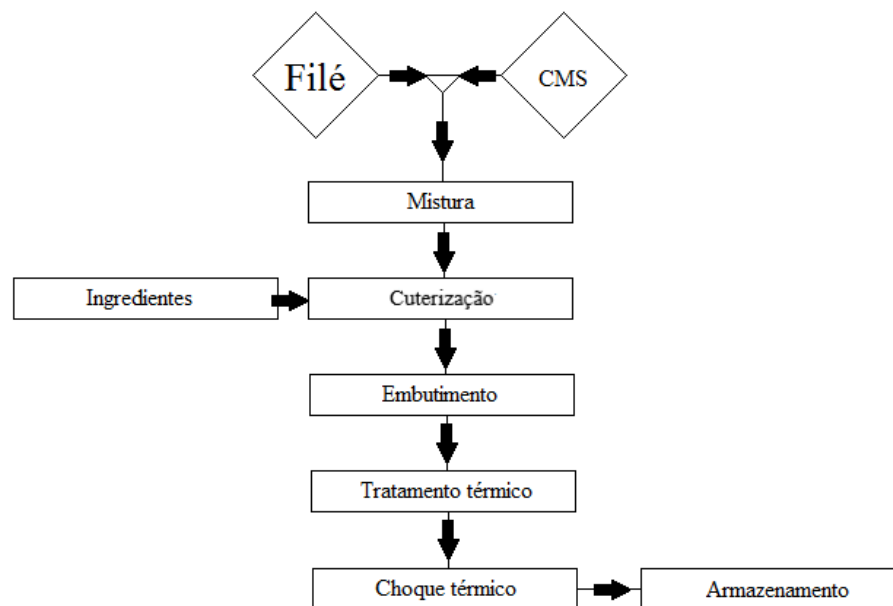 Filé
CMS
Mistura
Ingredientes
Cuterização
Embutimento
Tratamento térmico
Choque térmico
Armazenamento